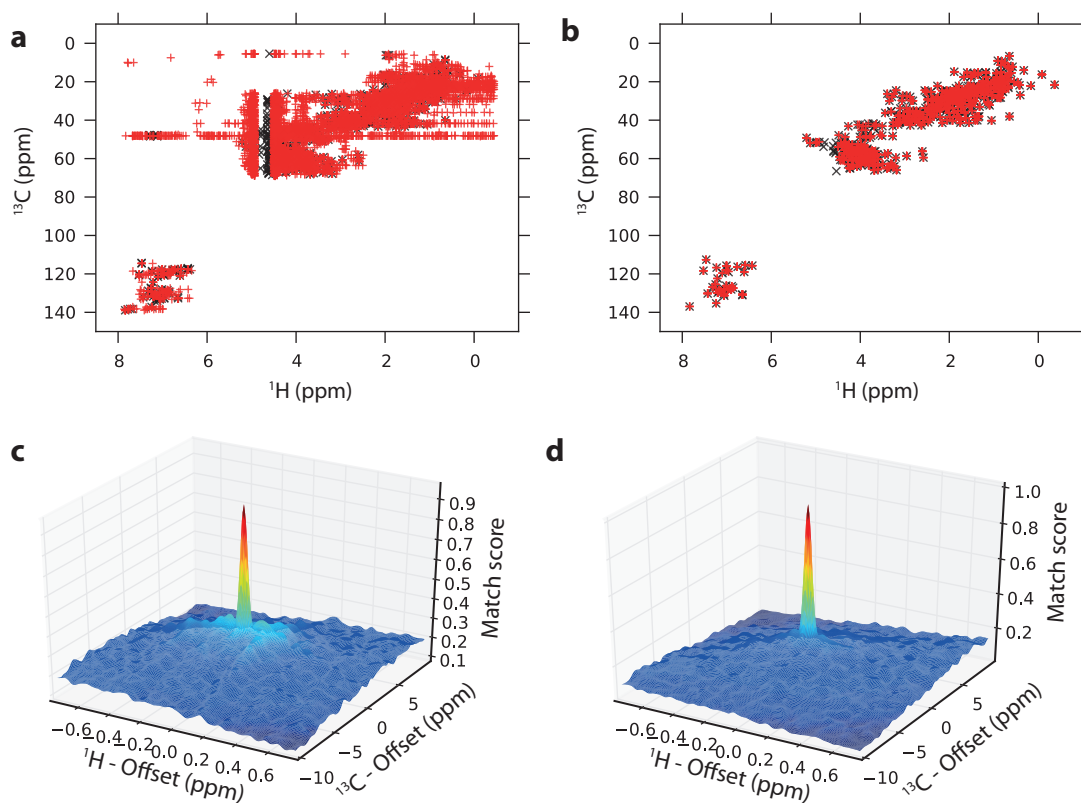 a
0
20
40
60
80
100
120
140
¹³C (ppm)
8 6 4 2 0
¹H (ppm)
b
0
20
40
60
80
100
120
140
¹³C (ppm)
8 6 4 2 0
¹H (ppm)
c
0.9
0.8
0.7
0.6
0.5
0.4
0.3
0.2
0.1
Match score
−0.6 −0.4 −0.2 0.0 0.2 0.4 0.6
¹H - Offset (ppm)
−10 −5 0 5
¹³C - Offset (ppm)
d
1.0
0.8
0.6
0.4
0.2
Match score
−0.6 −0.4 −0.2 0.0 0.2 0.4 0.6
¹H - Offset (ppm)
−10 −5 0 5
¹³C - Offset (ppm)